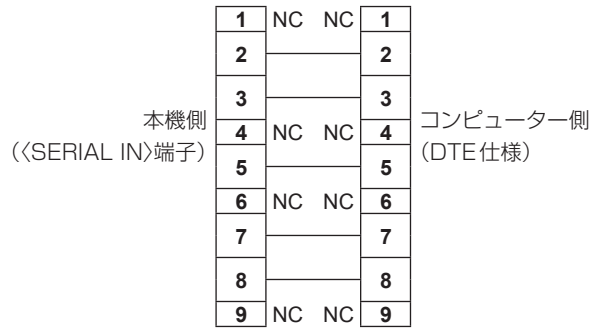 1 NC NC 1
2 2
3 3
本機側
(〈SERIAL IN〉端子)
4 NC NC 4
コンピューター側
(DTE仕様)
5 5
6 NC NC 6
7 7
8 8
9 NC NC 9